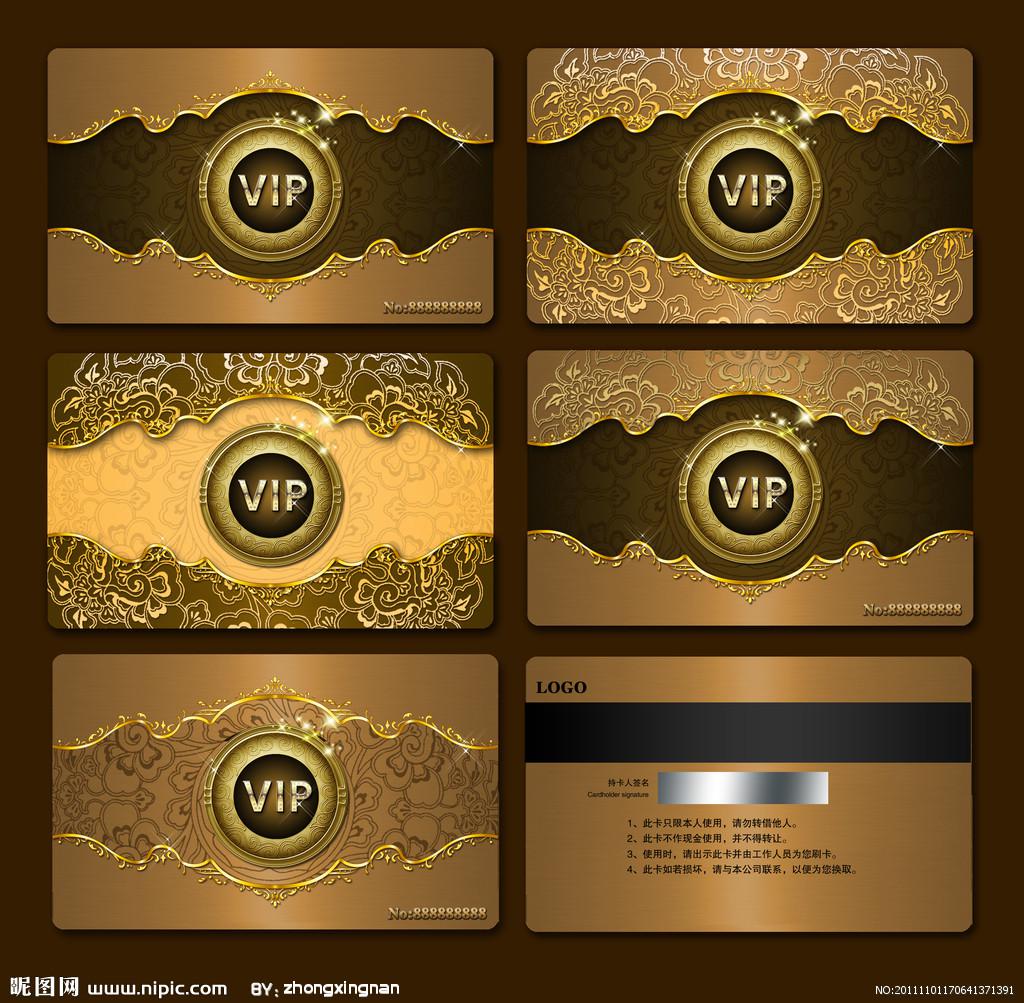 VIP
No:888888888
VIP
VIP
VIP
No:888888888
VIP
No:888888888
LOGO
持卡人签名
Cardholder signature
1、此卡只限本人使用，请勿转借他人。
2、此卡不作现金使用，并不得转让。
3、使用时，请出示此卡并由工作人员为您刷卡。
4、此卡如若损坏，请与本公司联系，以便为您换取。
昵图网 www.nipic.com BY：zhongxingnan
NO:20111101170641371391